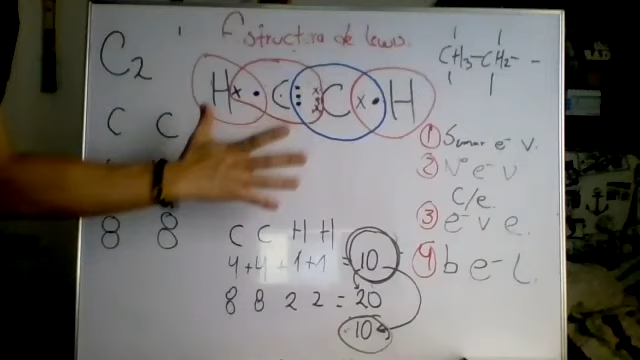 Estructura de Lewis.
C2
CH3-CH2- -
H x • C : x C x • H
C C
① Sumar e- v.
② Nº e- v
C/e.
③ e- v e.
④ b e- L.
8 8
C C H H
4+4+1+1 = 10
8 8 2 2 = 20
10